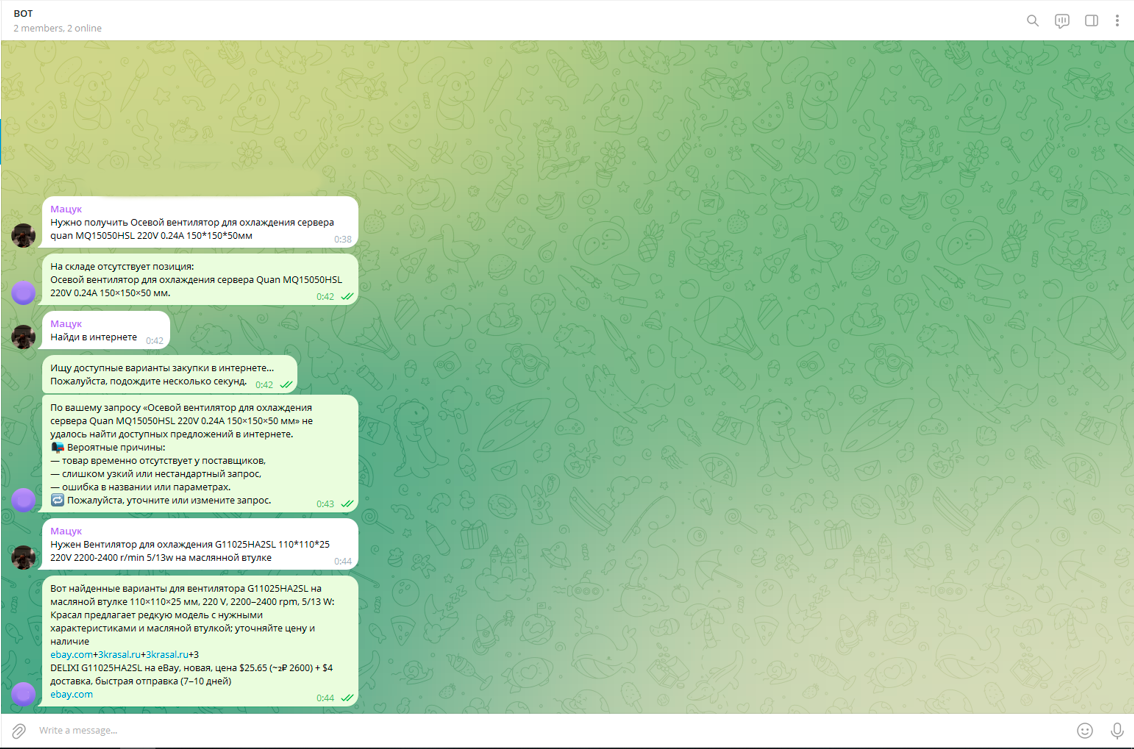 BOT
2 members, 2 online
Мацук
Нужно получить Осевой вентилятор для охлаждения сервера
quan MQ15050HSL 220V 0.24A 150*150*50мм
0:38
На складе отсутствует позиция:
Осевой вентилятор для охлаждения сервера Quan MQ15050HSL
220V 0.24A 150×150×50 мм.
0:42
Мацук
Найди в интернете
0:42
Ищу доступные варианты закупки в интернете...
Пожалуйста, подождите несколько секунд.
0:42
По вашему запросу «Осевой вентилятор для охлаждения
сервера Quan MQ15050HSL 220V 0.24A 150×150×50 мм» не
удалось найти доступных предложений в интернете.
Вероятные причины:
— товар временно отсутствует у поставщиков,
— слишком узкий или нестандартный запрос,
— ошибка в названии или параметрах.
Пожалуйста, уточните или измените запрос.
0:43
Мацук
Нужен Вентилятор для охлаждения G11025HA2SL 110*110*25
220V 2200-2400 r/min 5/13w на маслянной втулке
0:44
Вот найденные варианты для вентилятора G11025HA2SL на
масляной втулке 110×110×25 мм, 220 V, 2200–2400 rpm, 5/13 W:
Красал предлагает редкую модель с нужными
характеристиками и масляной втулкой; уточняйте цену и
наличие
ebay.com+3krasal.ru+3krasal.ru+3
DELIXI G11025HA2SL на eBay, новая, цена $25.65 (~₽ 2600) + $4
доставка, быстрая отправка (7–10 дней)
ebay.com
0:44
Write a message...